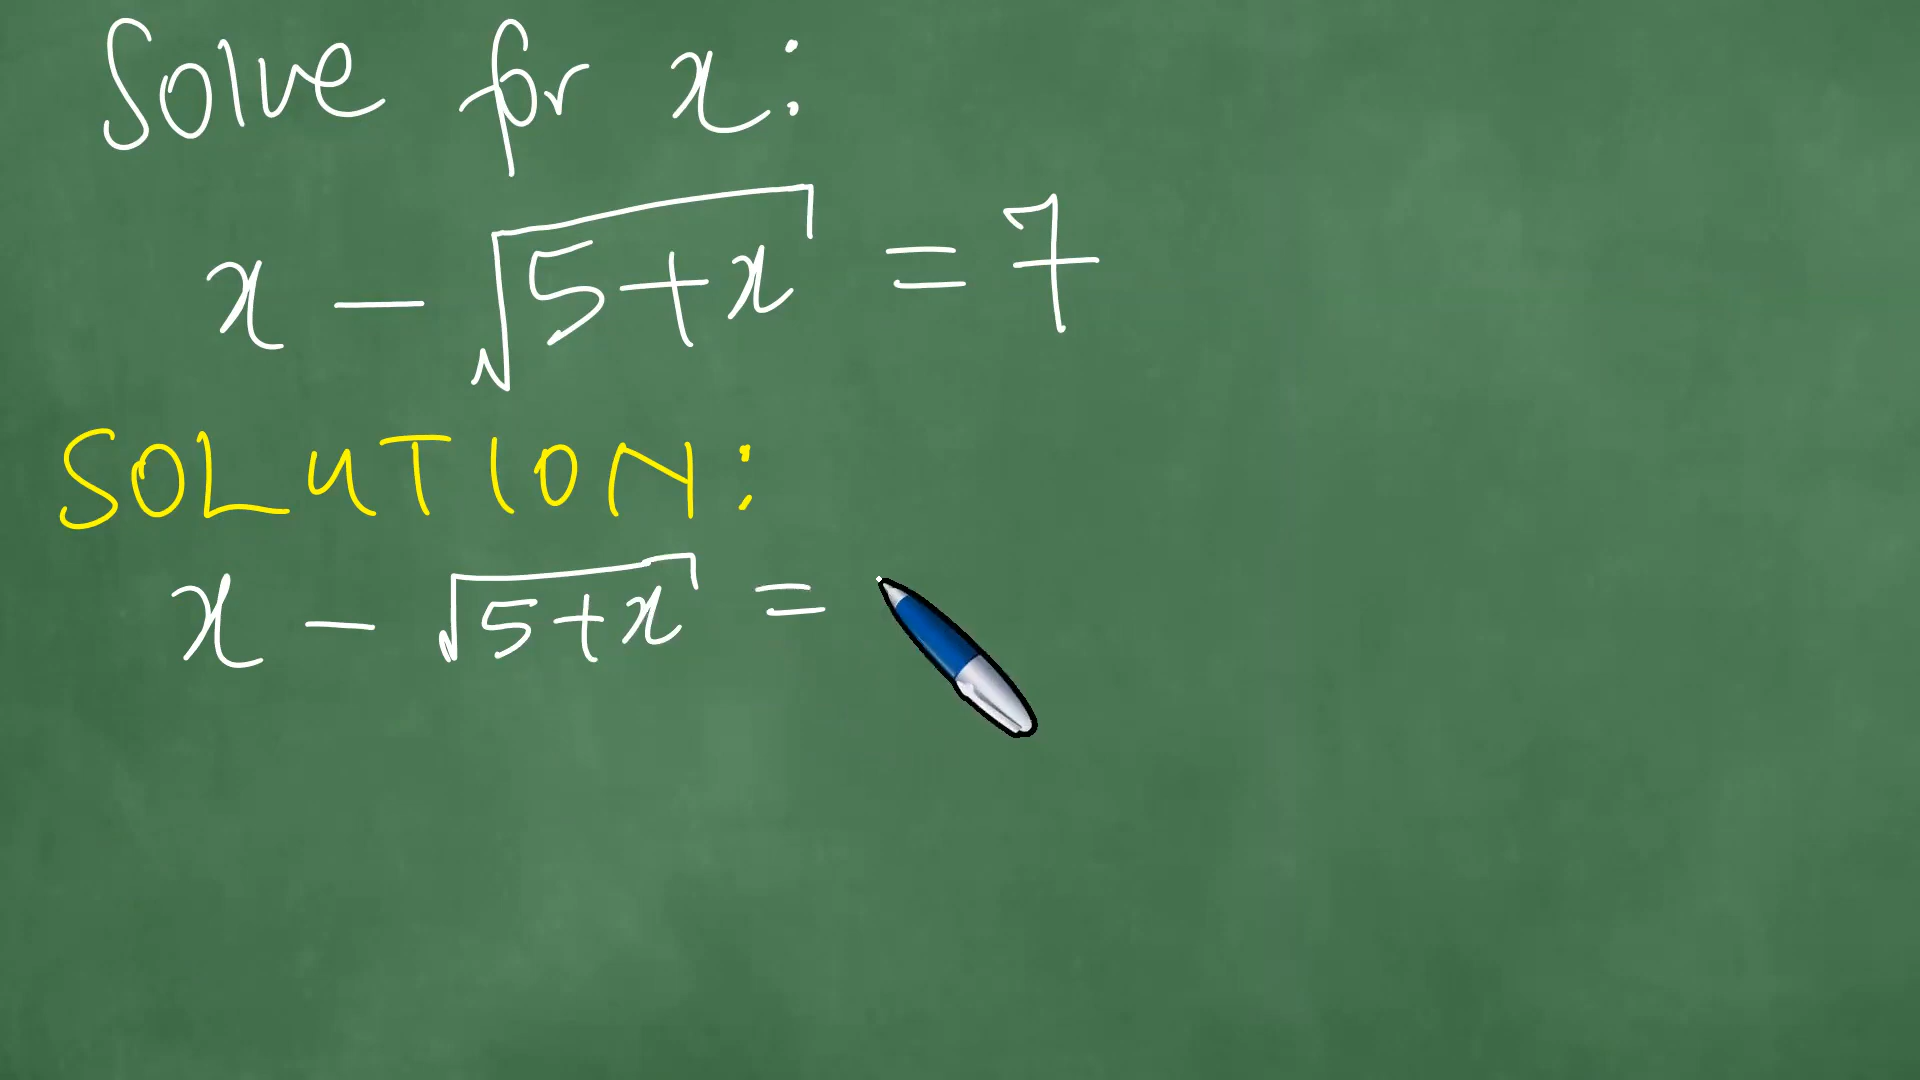 Solve for x:
x − √5+x = 7
SOLUTION:
x − √5+x =